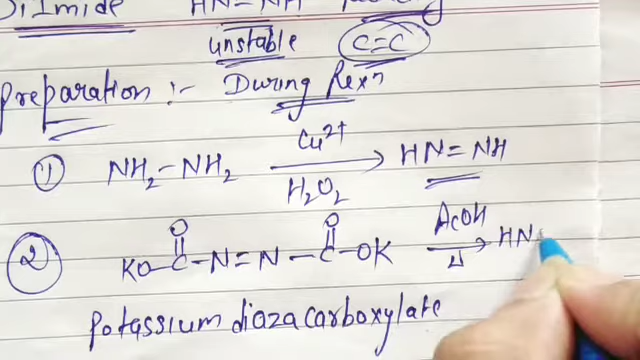 Diimide HN=NH
unstable C=C
Preparation :- During Rexn
① NH₂-NH₂ Cu²⁺ H₂O₂ → HN=NH
② KO-C(=O)-N=N-C(=O)-OK AcOH Δ → HN
Potassium diazacarboxylate